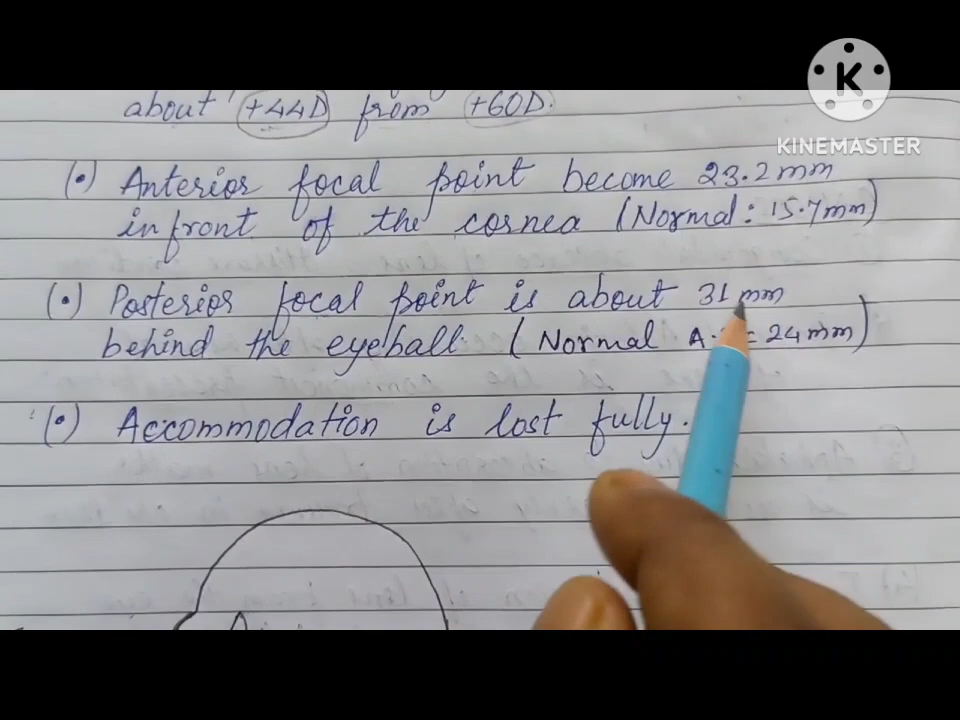 about +44D from +60D.
KINEMASTER
(•) Anterior focal point become 23.2mm
infront of the cornea (Normal: 15.7mm)
(•) Posterior focal point is about 31mm
behind the eyeball. (Normal A. = 24mm)
(•) Accommodation is lost fully.